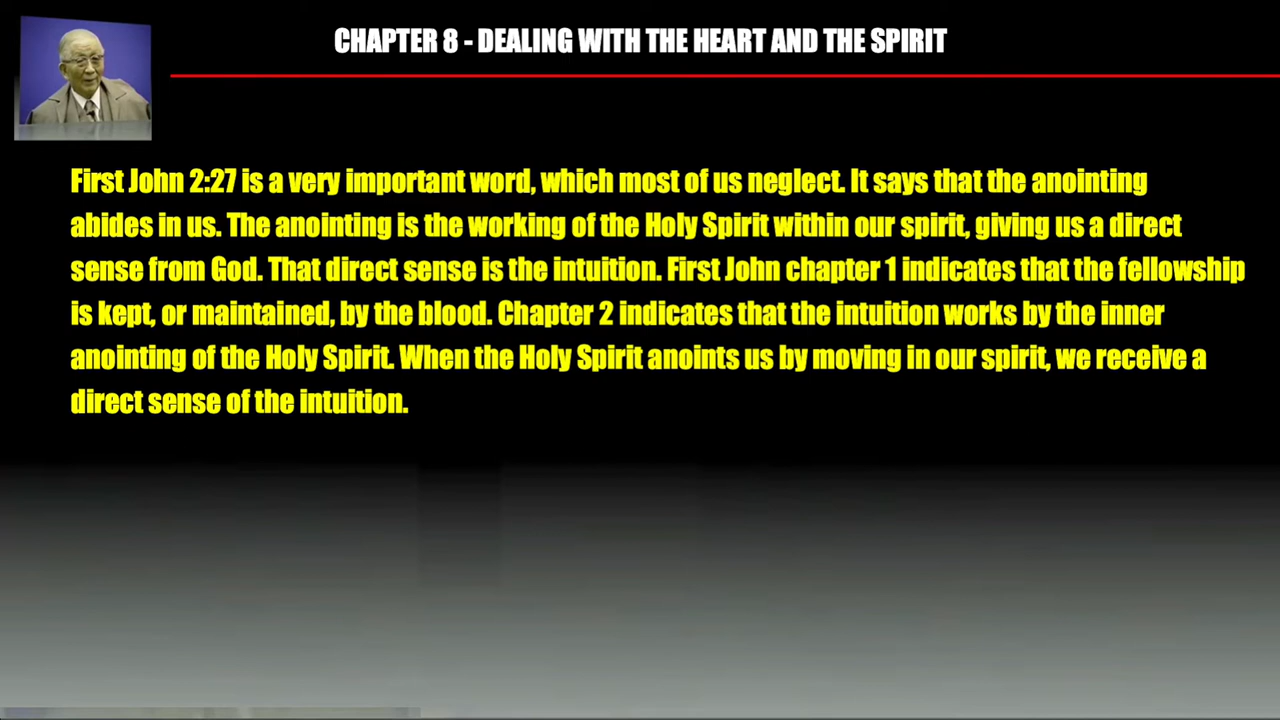 CHAPTER 8 - DEALING WITH THE HEART AND THE SPIRIT
First John 2:27 is a very important word, which most of us neglect. It says that the anointing
abides in us. The anointing is the working of the Holy Spirit within our spirit, giving us a direct
sense from God. That direct sense is the intuition. First John chapter 1 indicates that the fellowship
is kept, or maintained, by the blood. Chapter 2 indicates that the intuition works by the inner
anointing of the Holy Spirit. When the Holy Spirit anoints us by moving in our spirit, we receive a
direct sense of the intuition.